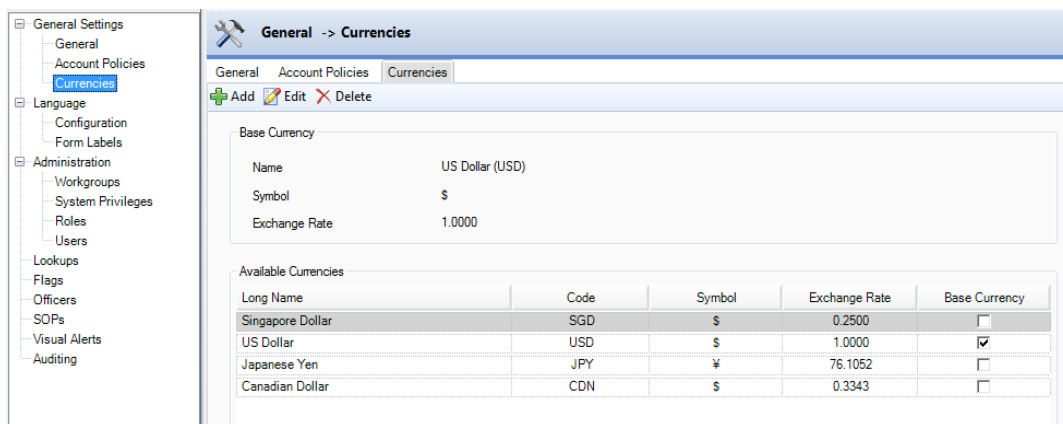 General Settings
General
Account Policies
Currencies
Language
Configuration
Form Labels
Administration
Workgroups
System Privileges
Roles
Users
Lookups
Flags
Officers
SOPs
Visual Alerts
Auditing
General -> Currencies
General Account Policies Currencies
Add Edit Delete
Base Currency
Name US Dollar (USD)
Symbol $
Exchange Rate 1.0000
Available Currencies
Long Name Code Symbol Exchange Rate Base Currency
Singapore Dollar SGD $ 0.2500
US Dollar USD $ 1.0000
Japanese Yen JPY ¥ 76.1052
Canadian Dollar CDN $ 0.3343